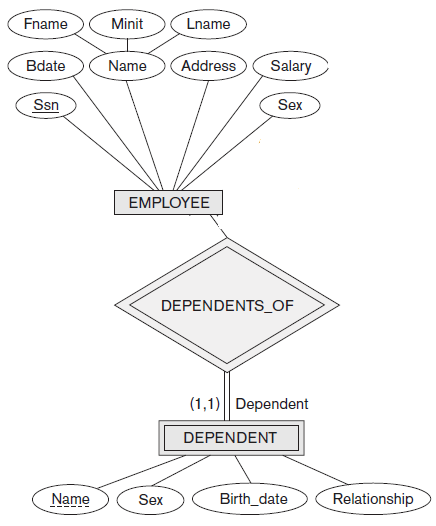 Fname Minit Lname
Bdate Name Address Salary
Ssn Sex
EMPLOYEE
DEPENDENTS_OF
(1,1) Dependent
DEPENDENT
Name Sex Birth_date Relationship